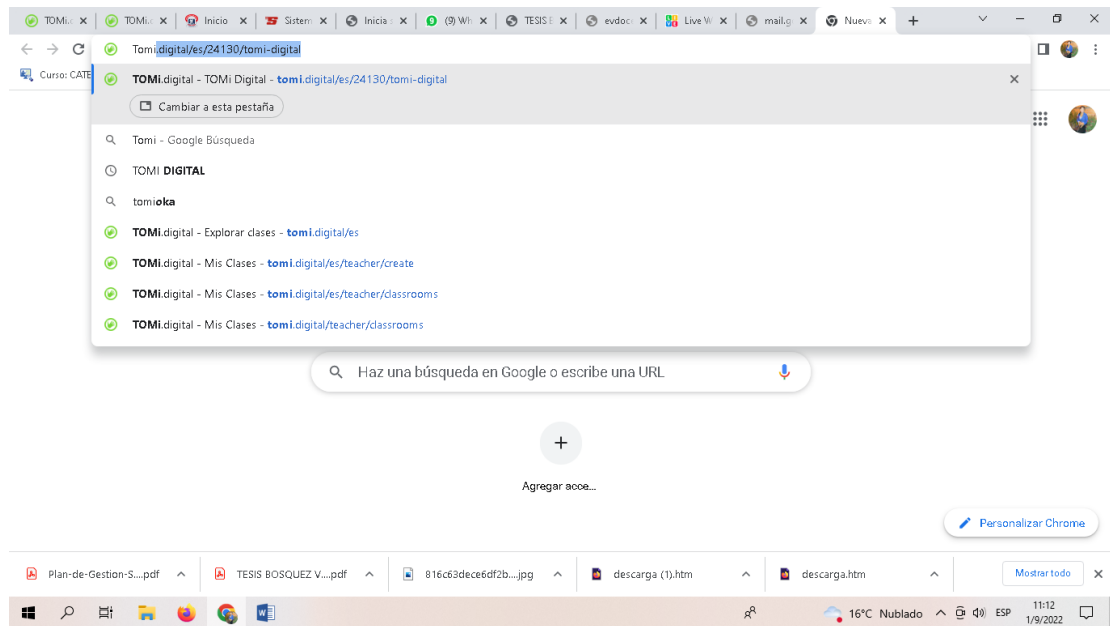 TOMi.c
TOMi.c
Inicio
Sistem
Inicia s
(9) Wh
TESIS B
evdoce
Live W
mail.g
Nueva
Tomi.digital/es/24130/tomi-digital
Curso: CATE
TOMi.digital - TOMi Digital - tomi.digital/es/24130/tomi-digital
Cambiar a esta pestaña
Tomi - Google Búsqueda
TOMI DIGITAL
tomioka
TOMi.digital - Explorar clases - tomi.digital/es
TOMi.digital - Mis Clases - tomi.digital/es/teacher/create
TOMi.digital - Mis Clases - tomi.digital/es/teacher/classrooms
TOMi.digital - Mis Clases - tomi.digital/teacher/classrooms
Haz una búsqueda en Google o escribe una URL
Agregar acce...
Personalizar Chrome
Plan-de-Gestion-S....pdf
TESIS BOSQUEZ V....pdf
816c63dece6df2b....jpg
descarga (1).htm
descarga.htm
Mostrar todo
16°C Nublado
ESP
11:12
1/9/2022